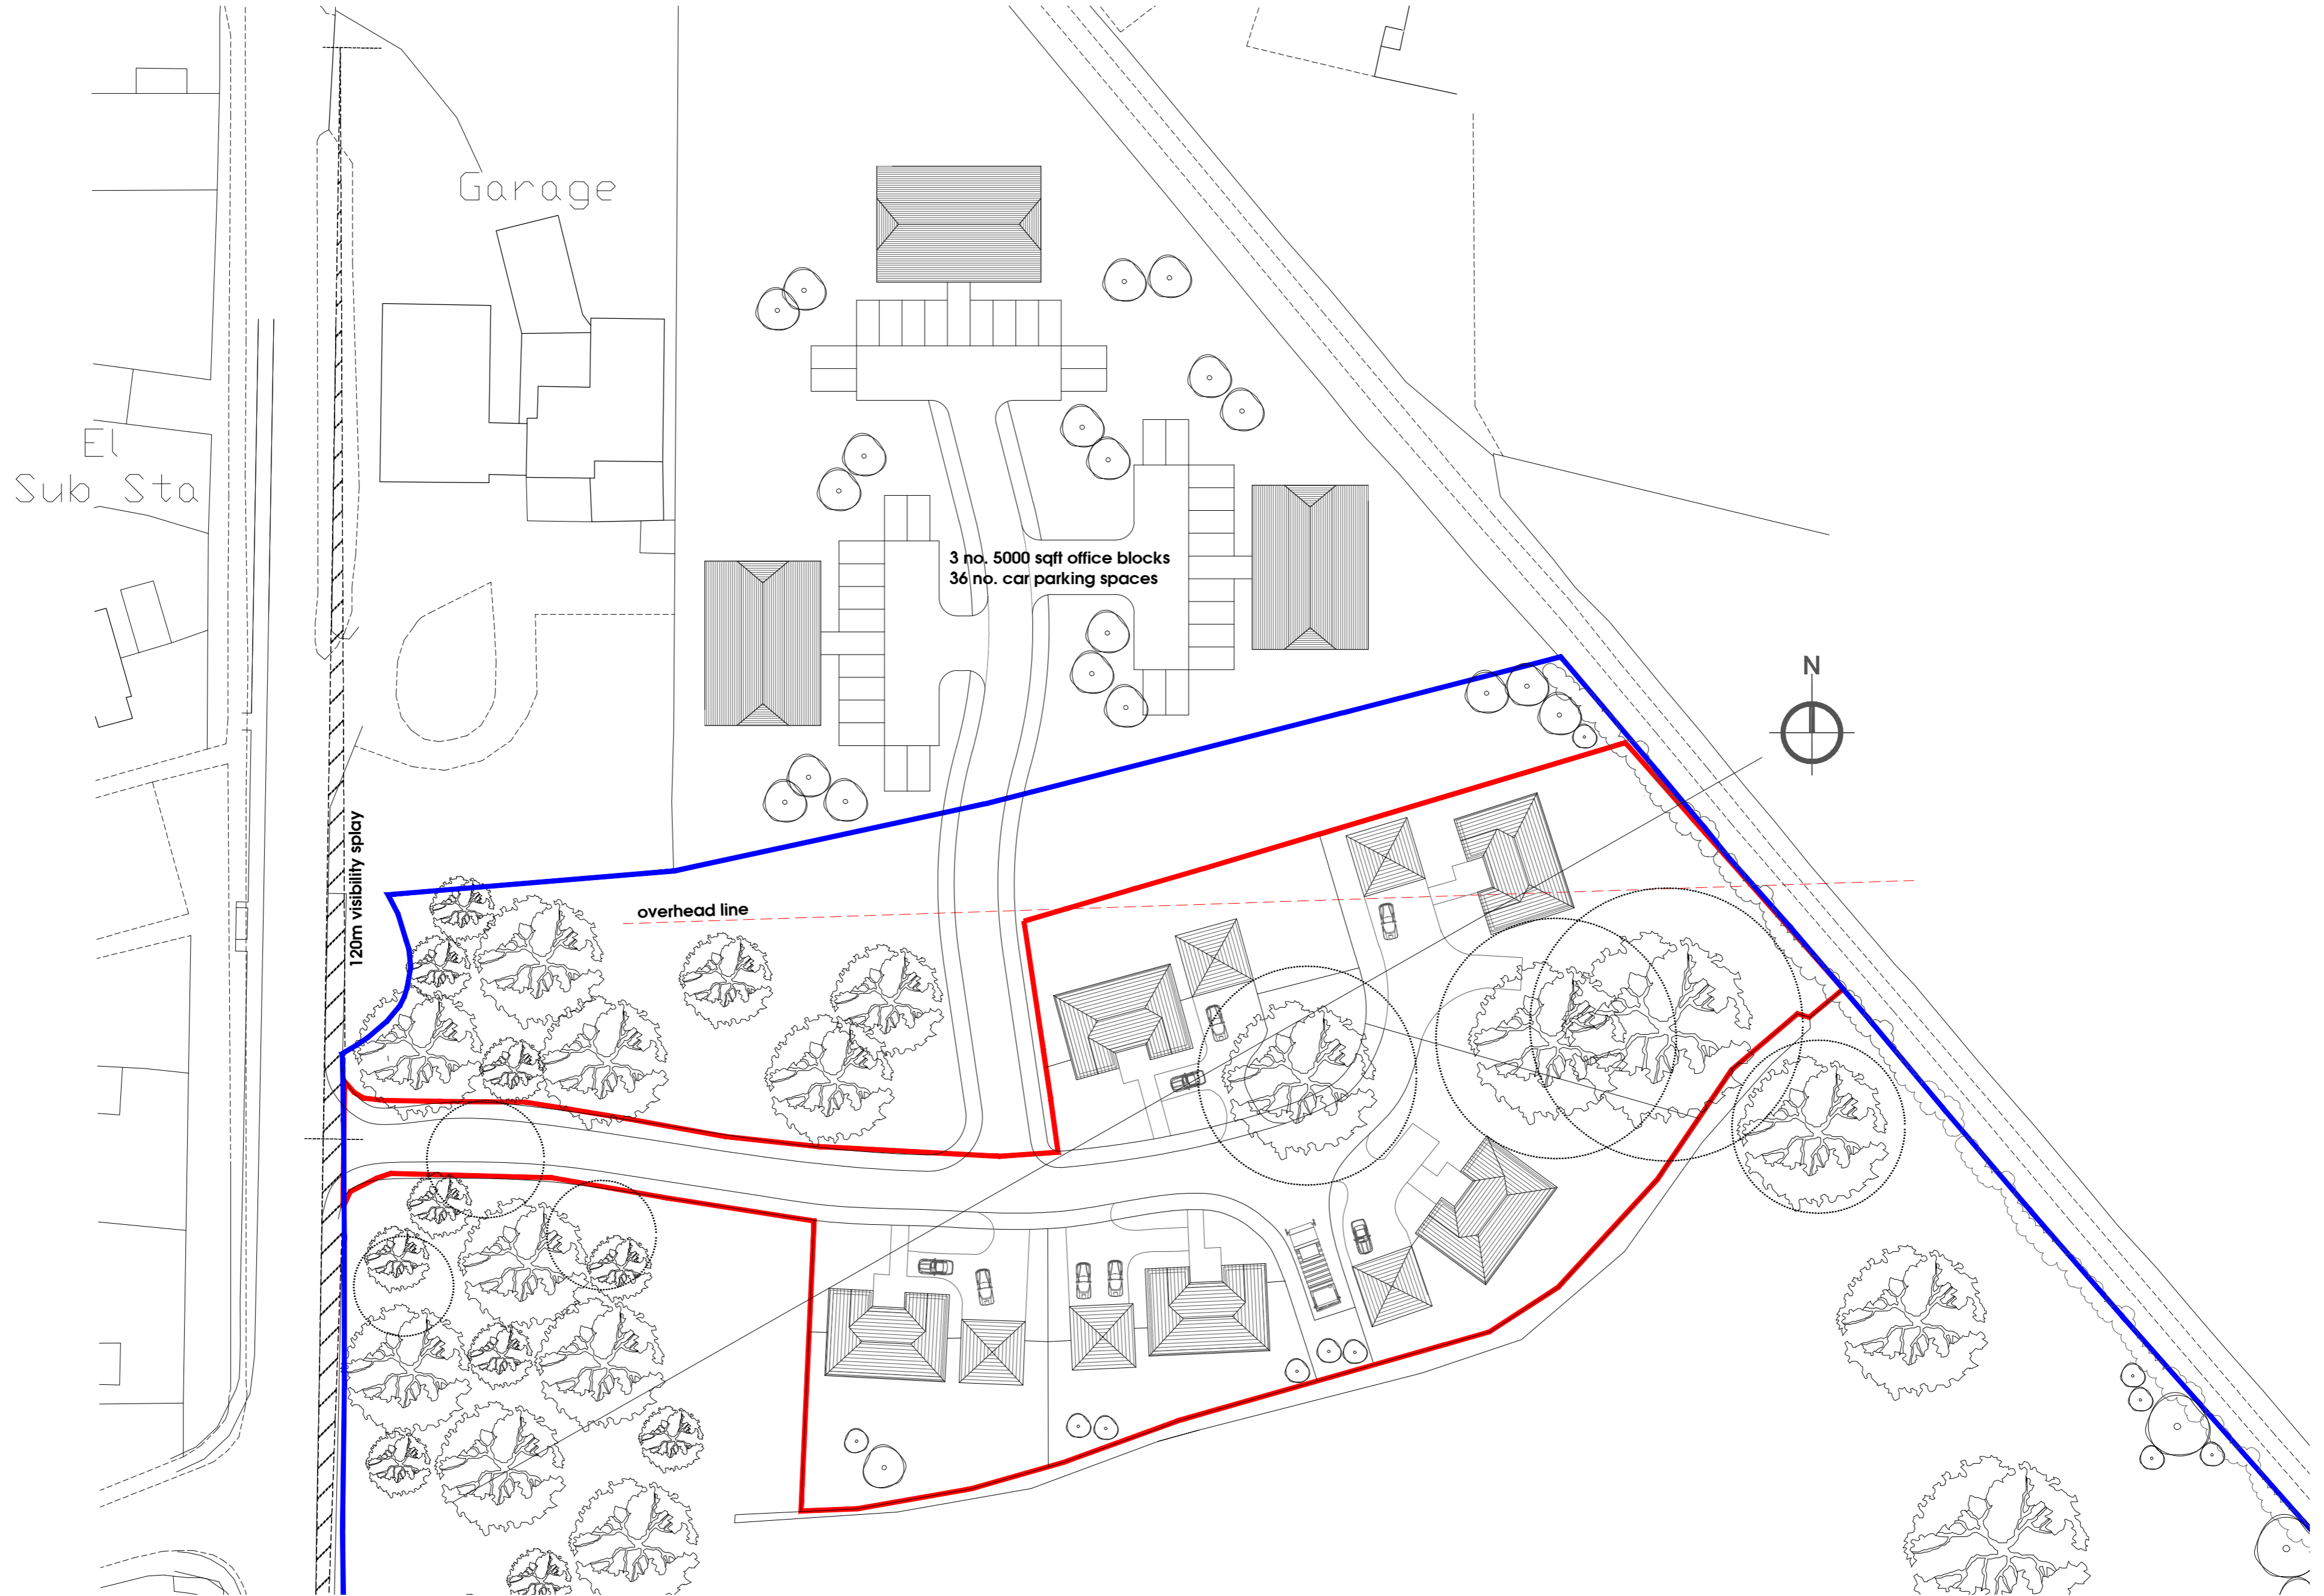 Garage
El
Sub Sta
3 no. 5000 sqft office blocks
36 no. car parking spaces
N
120m visibility splay
overhead line